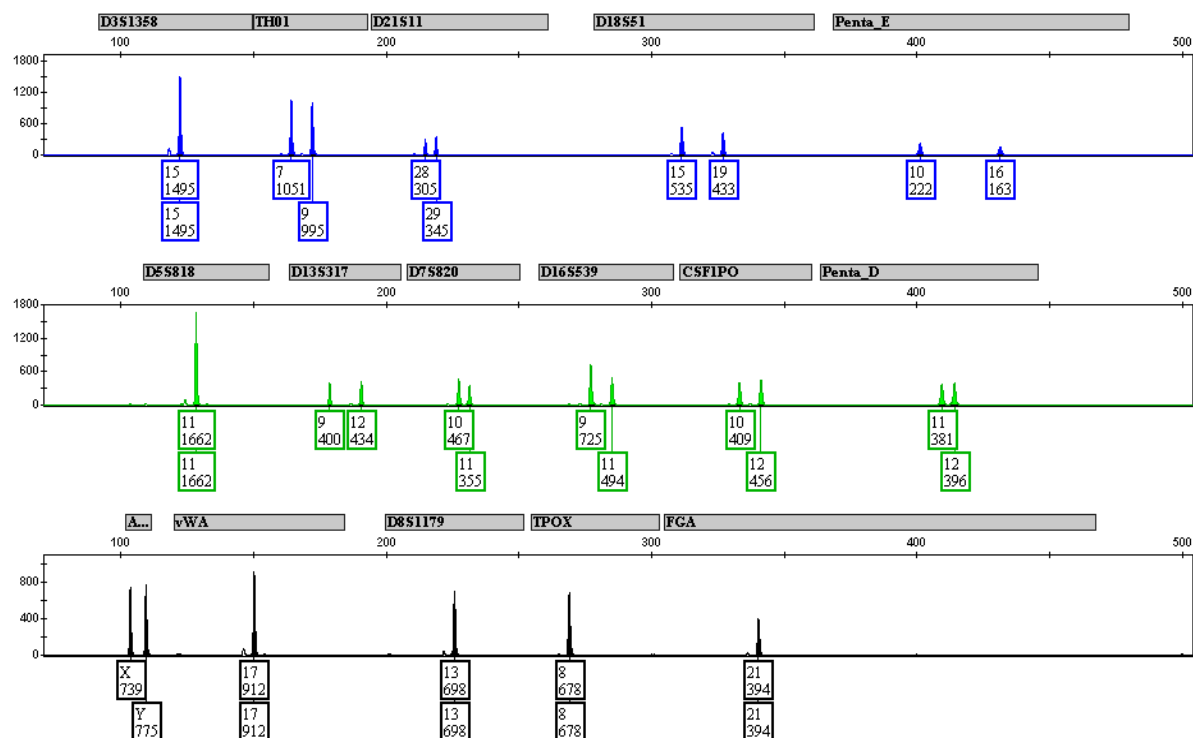 D3S1358 TH01 D21S11 D18S51 Penta_E
100 200 300 400 500
1800
1200
600
0
15 7 28 15 19 10 16
1495 1051 305 535 433 222 163
15 9 29
1495 995 345
D5S818 D13S317 D7S820 D16S539 CSF1PO Penta_D
100 200 300 400 500
1800
1200
600
0
11 9 12 10 9 10 11
1662 400 434 467 725 409 381
11 11 11 12 12
1662 355 494 456 396
A... vWA D8S1179 TPOX FGA
100 200 300 400 500
800
400
0
X 17 13 8 21
739 912 698 678 394
Y 17 13 8 21
775 912 698 678 394